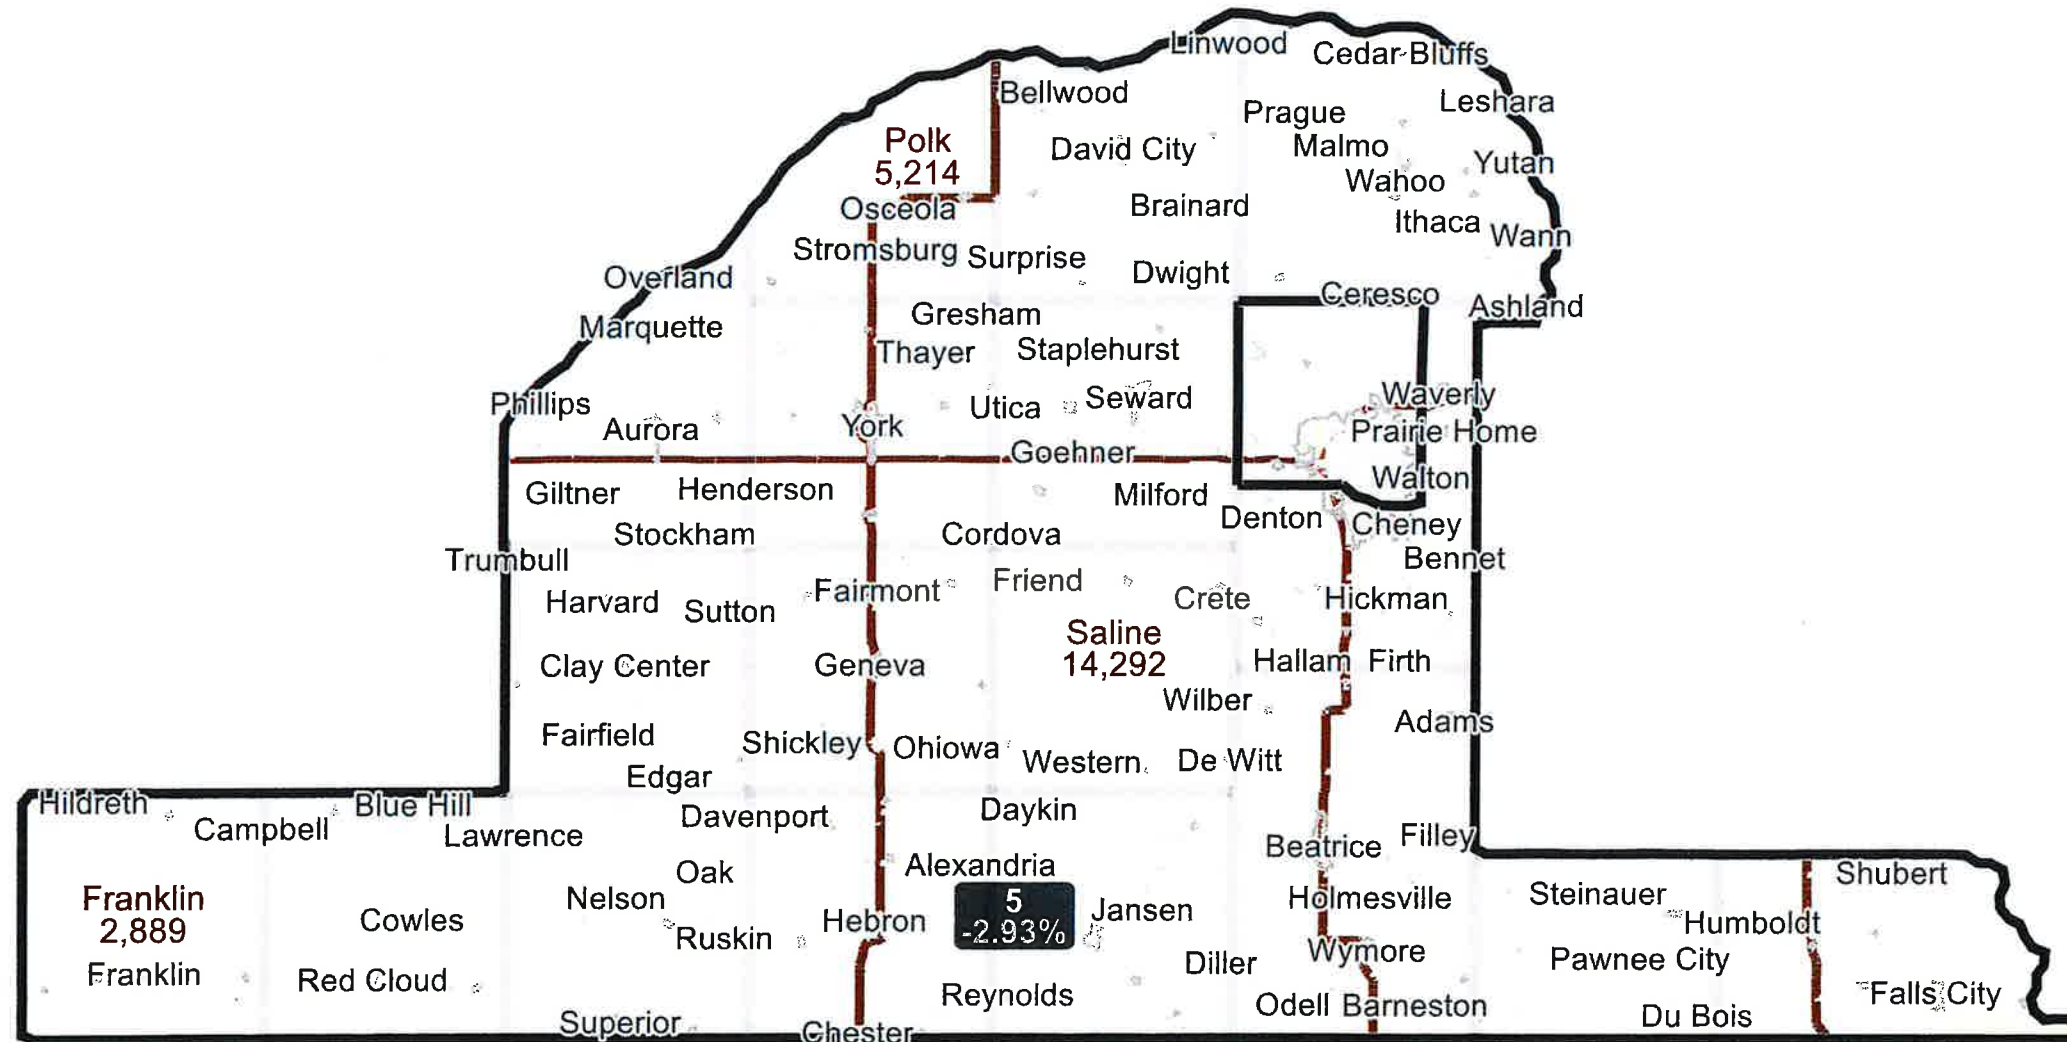 Linwood
Cedar Bluffs
Bellwood
Leshara
Prague
Polk
5,214
David City
Malmo
Yutan
Wahoo
Osceola
Brainard
Ithaca
Wann
Stromsburg
Surprise
Dwight
Overland
Ceresco
Ashland
Marquette
Gresham
Thayer
Staplehurst
Phillips
Utica
Seward
Waverly
Aurora
York
Prairie Home
Goehner
Walton
Giltner
Henderson
Milford
Denton
Cheney
Stockham
Cordova
Trumbull
Bennet
Harvard
Sutton
Fairmont
Friend
Crete
Hickman
Saline
14,292
Clay Center
Geneva
Hallam
Firth
Wilber
Adams
Fairfield
Shickley
Ohiowa
Western
De Witt
Edgar
Hildreth
Blue Hill
Campbell
Lawrence
Davenport
Daykin
Beatrice
Filley
Oak
Alexandria
Shubert
Franklin
2,889
Nelson
5
-2.93%
Jansen
Holmesville
Steinauer
Cowles
Ruskin
Hebron
Humboldt
Wymore
Franklin
Red Cloud
Diller
Pawnee City
Reynolds
Odell
Barneston
Falls City
Superior
Chester
Du Bois